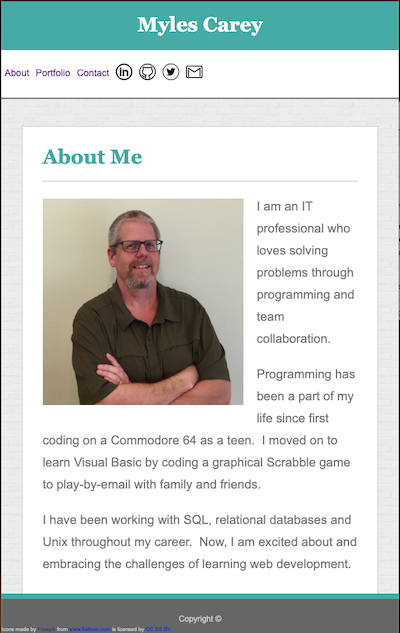 Myles Carey
About Portfolio Contact
About Me
I am an IT
professional who
loves solving
problems through
programming and
team
collaboration.
Programming has
been a part of my
life since first
coding on a Commodore 64 as a teen. I moved on to
learn Visual Basic by coding a graphical Scrabble game
to play-by-email with family and friends.
I have been working with SQL, relational databases and
Unix throughout my career. Now, I am excited about and
embracing the challenges of learning web development.
Copyright ©
Icons made by from www.flaticon.com is licensed by CC 3.0 BY